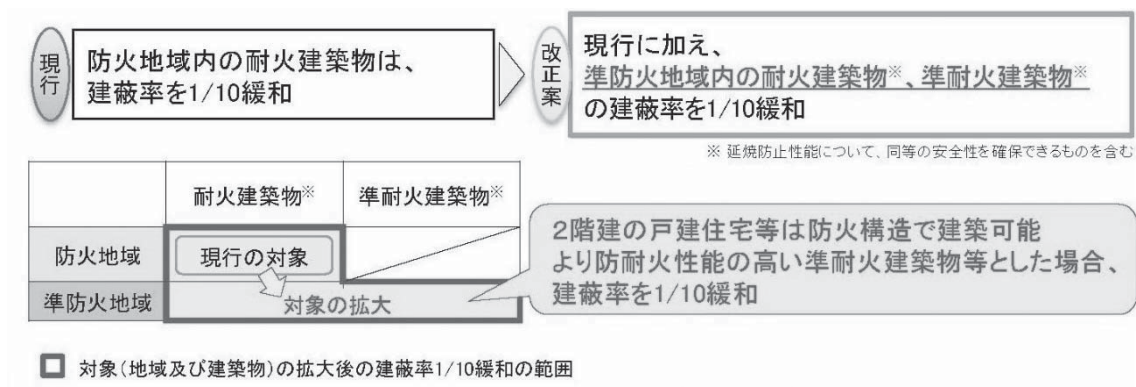 現行
防火地域内の耐火建築物は、
建蔽率を1/10緩和
改正案
現行に加え、
準防火地域内の耐火建築物※、準耐火建築物※
の建蔽率を1/10緩和
※ 延焼防止性能について、同等の安全性を確保できるものを含む
耐火建築物※
準耐火建築物※
防火地域
現行の対象
準防火地域
対象の拡大
2階建の戸建住宅等は防火構造で建築可能
より防耐火性能の高い準耐火建築物等とした場合、
建蔽率を1/10緩和
対象(地域及び建築物)の拡大後の建蔽率1/10緩和の範囲